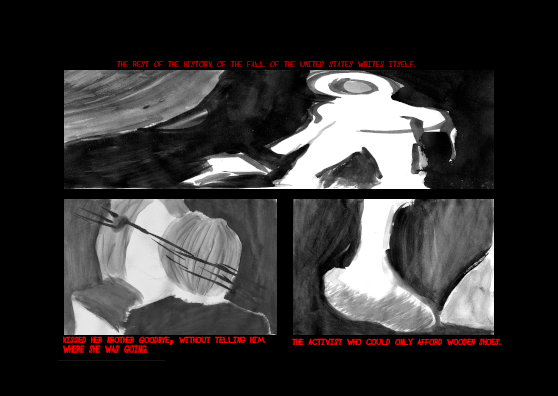 THE REST OF THE HISTORY OF THE FALL OF THE UNITED STATES WRITES ITSELF.
KISSED HER BROTHER GOODBYE, WITHOUT TELLING HIM
WHERE SHE WAS GOING.
THE ACTIVIST WHO COULD ONLY AFFORD WOODEN SHOES.